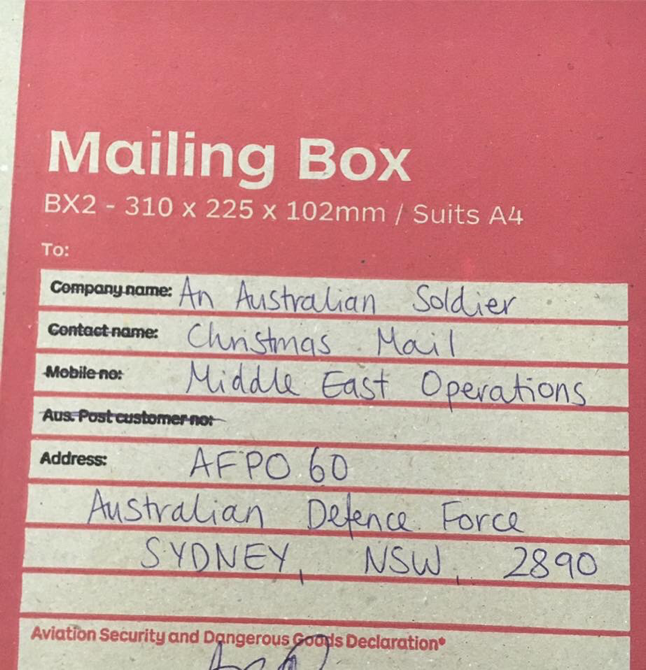 Mailing Box
BX2 - 310 x 225 x 102mm / Suits A4
To:
Company name: An Australian Soldier
Contact name: Christmas Mail
Mobile no: Middle East Operations
Aus. Post customer no:
Address: AFPO 60
Australian Defence Force
SYDNEY, NSW, 2890
Aviation Security and Dangerous Goods Declaration*